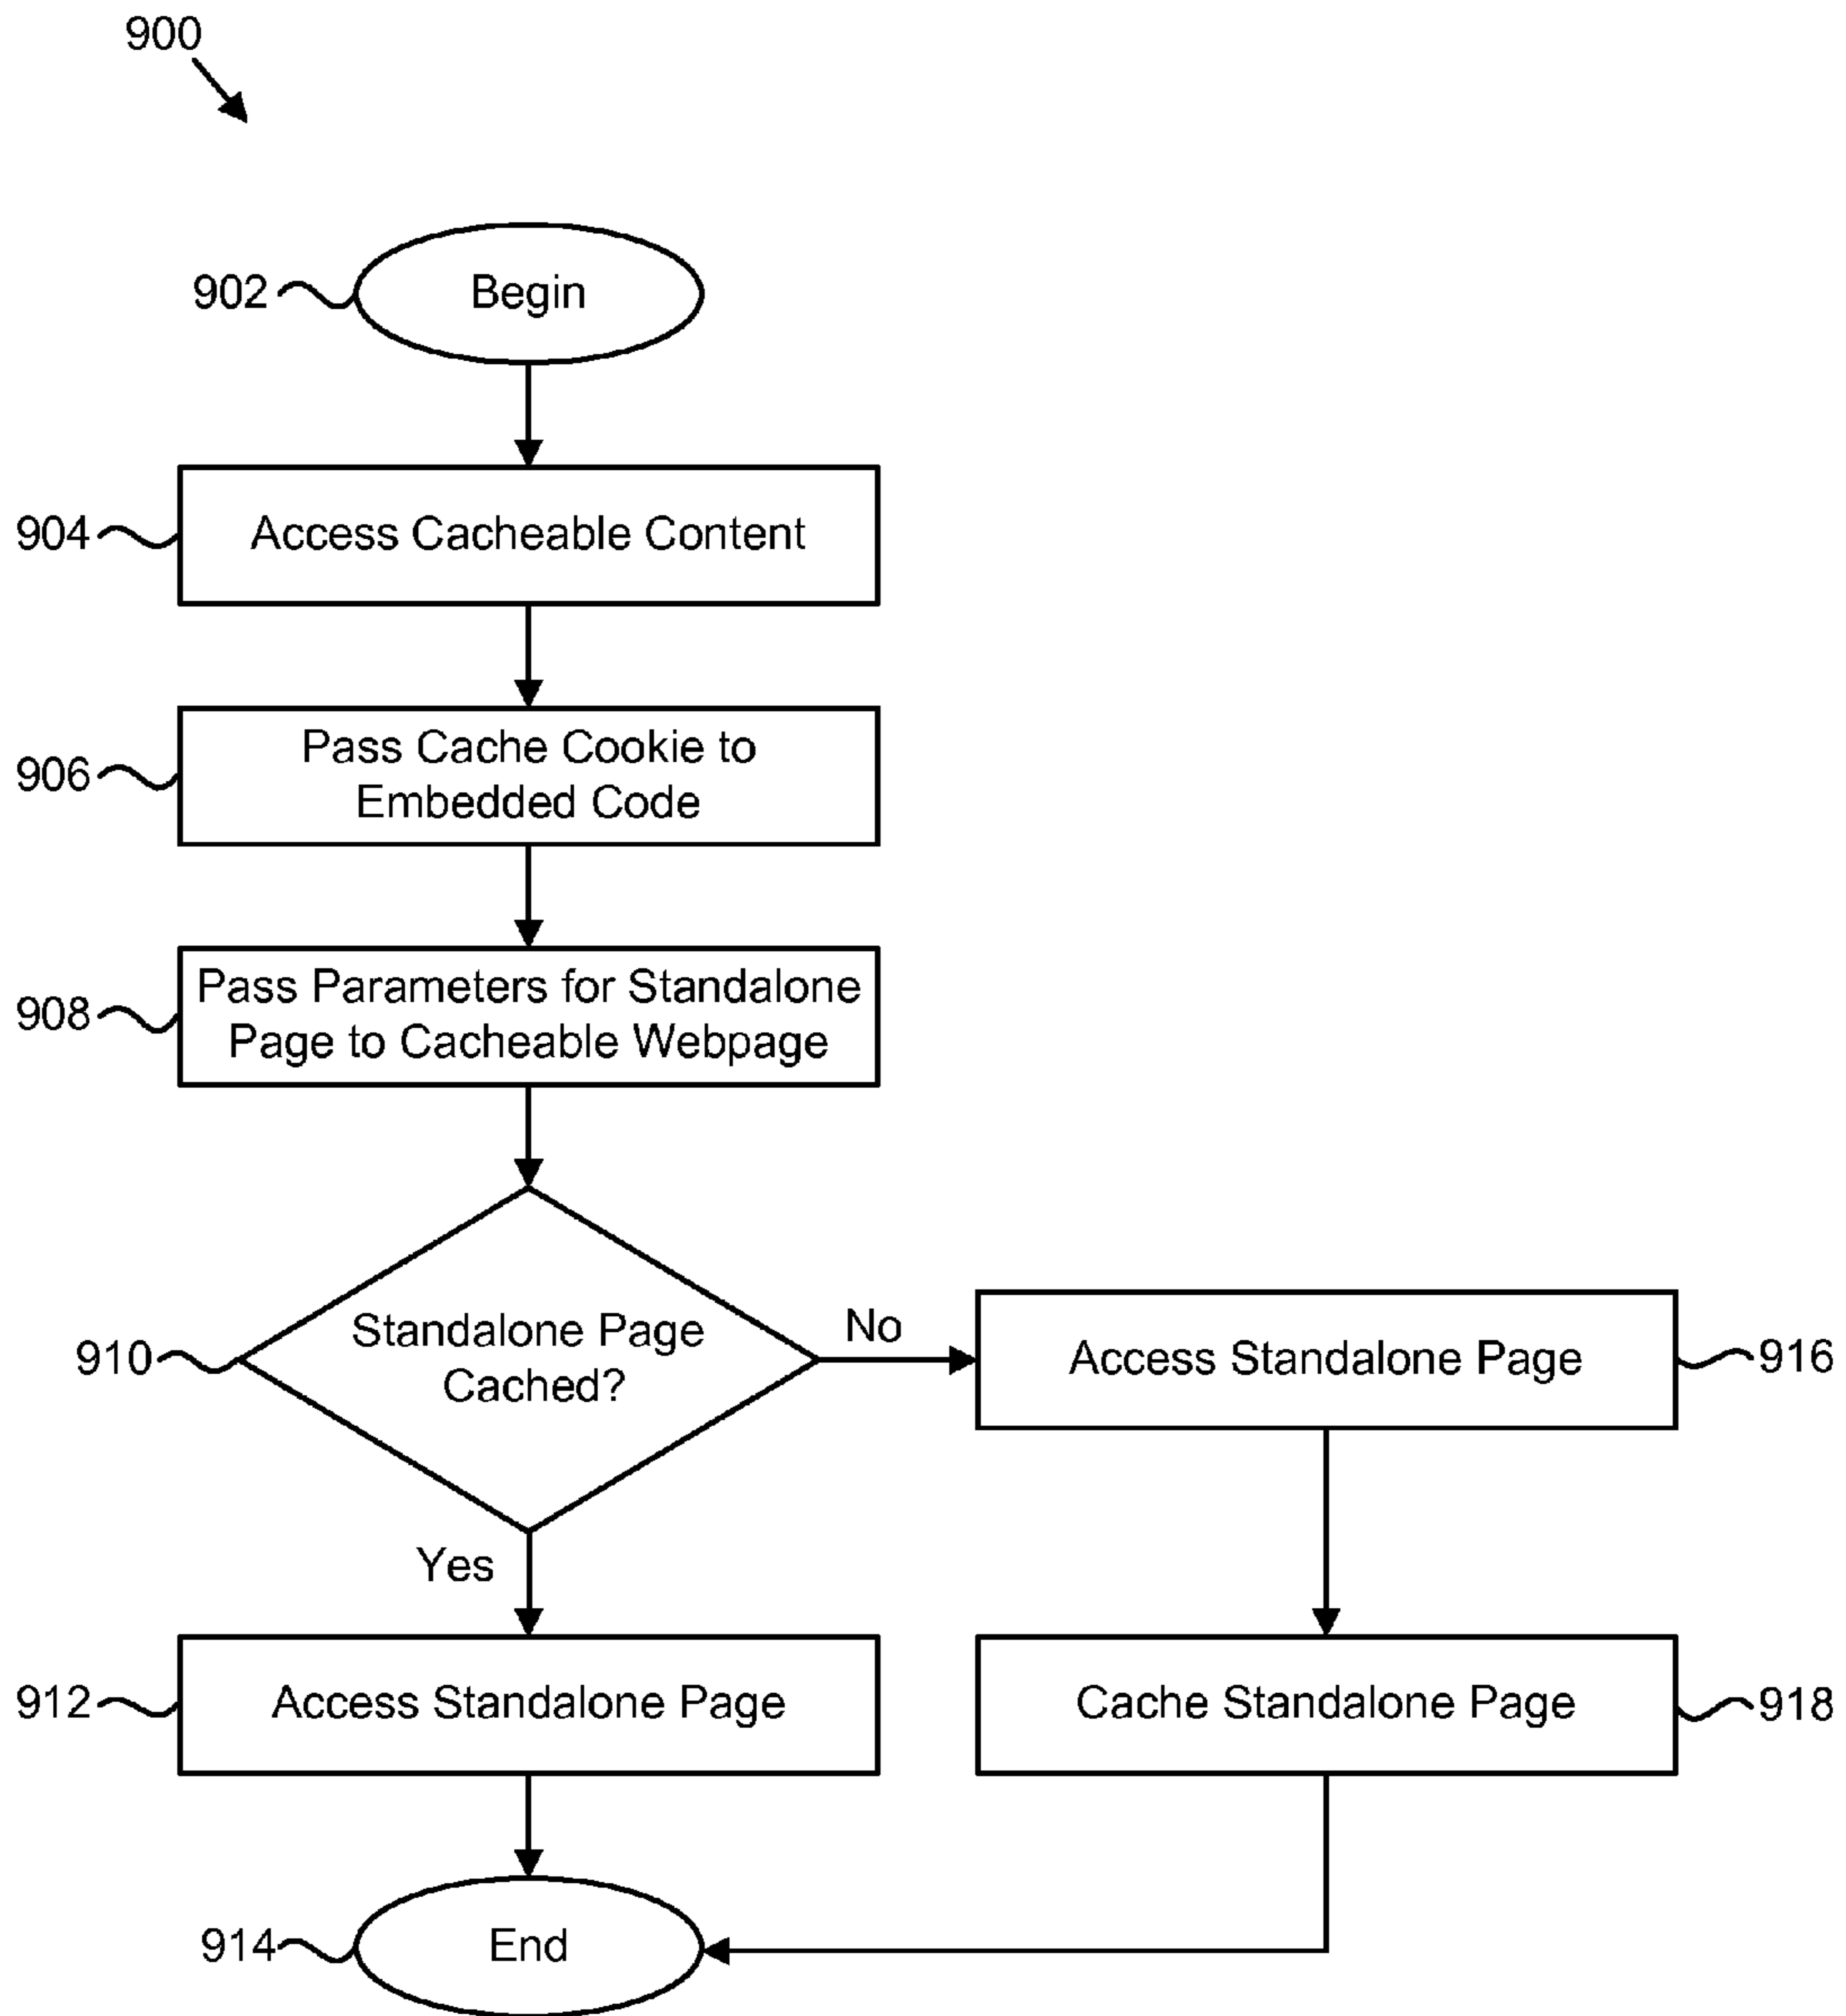 900
902
Begin
904
Access Cacheable Content
906
Pass Cache Cookie to
Embedded Code
908
Pass Parameters for Standalone
Page to Cacheable Webpage
910
Standalone Page
Cached?
No
Access Standalone Page
916
Yes
912
Access Standalone Page
Cache Standalone Page
918
914
End